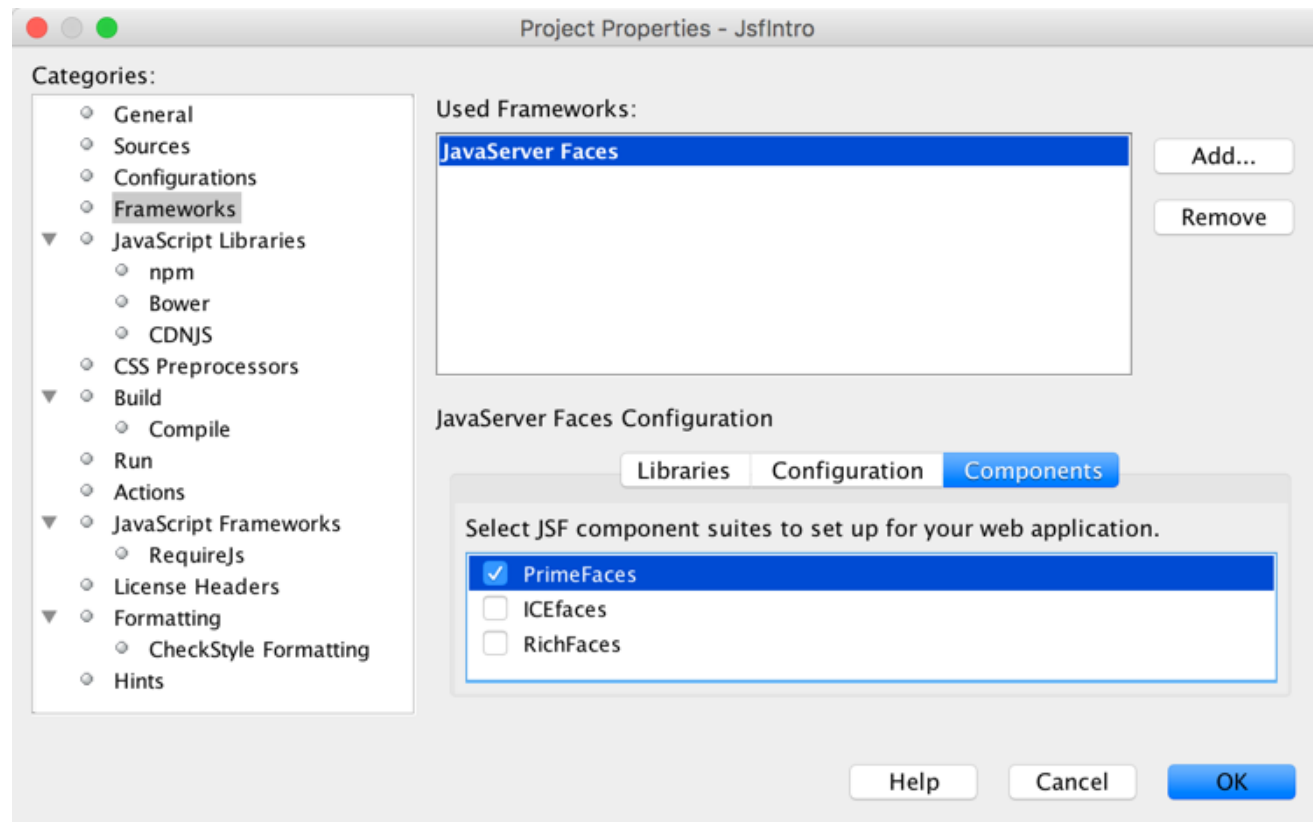 Project Properties - JsfIntro
Categories:
General
Sources
Configurations
Frameworks
JavaScript Libraries
npm
Bower
CDNJS
CSS Preprocessors
Build
Compile
Run
Actions
JavaScript Frameworks
RequireJs
License Headers
Formatting
CheckStyle Formatting
Hints
Used Frameworks:
JavaServer Faces
Add...
Remove
JavaServer Faces Configuration
Libraries Configuration Components
Select JSF component suites to set up for your web application.
PrimeFaces
ICEfaces
RichFaces
Help Cancel OK